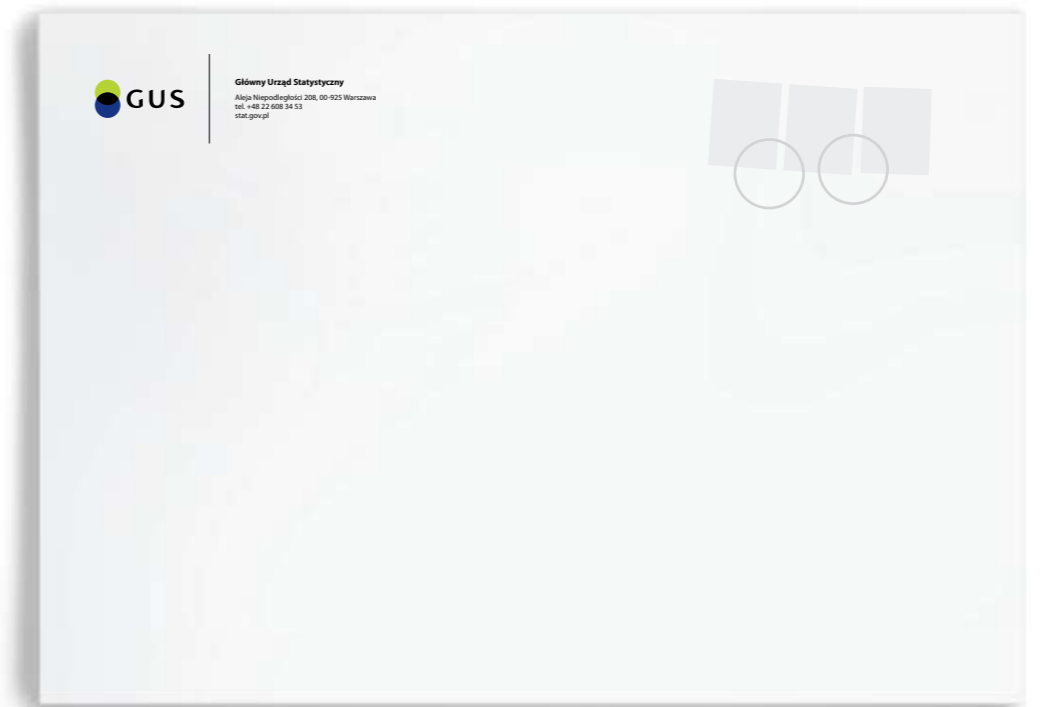 GUS
Główny Urząd Statystyczny
Aleja Niepodległości 208, 00-925 Warszawa
tel. +48 22 608 34 53
stat.gov.pl